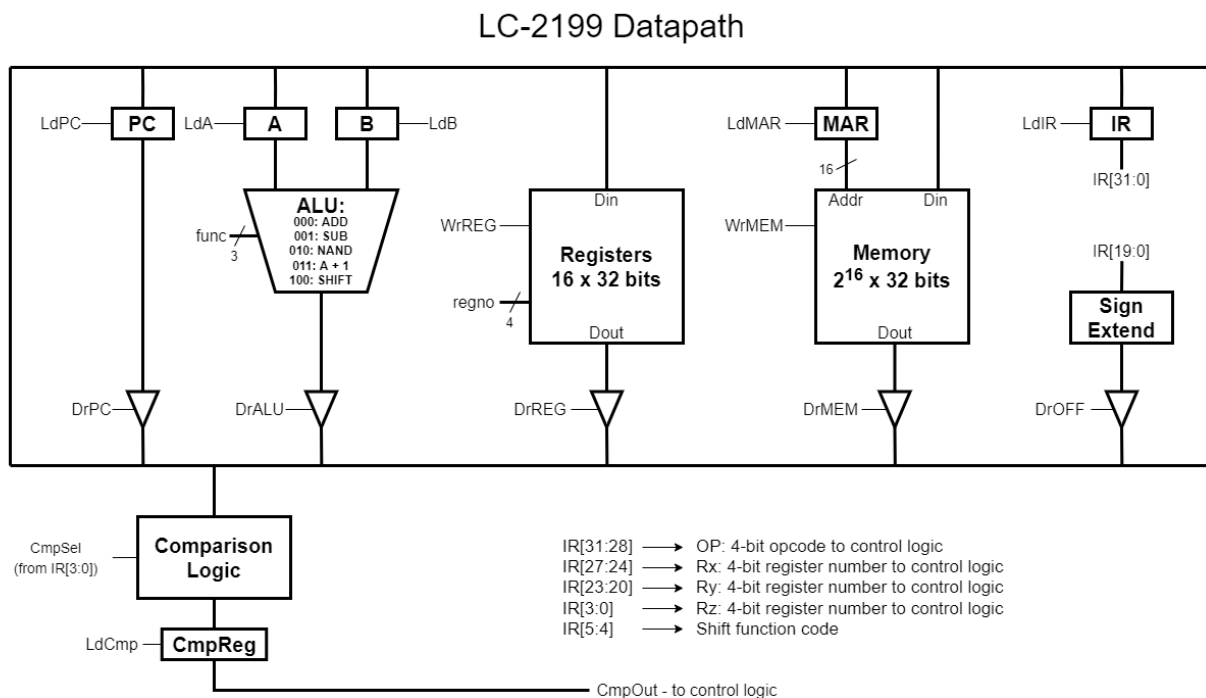 LC-2199 Datapath
LdPC
PC
LdA
A
B
LdB
LdMAR
MAR
LdIR
IR
16
IR[31:0]
ALU:
000: ADD
001: SUB
010: NAND
011: A + 1
100: SHIFT
func
3
WrREG
Din
Registers
16 x 32 bits
regno
4
Dout
WrMEM
Addr
Din
Memory
2^16 x 32 bits
Dout
IR[19:0]
Sign
Extend
DrPC
DrALU
DrREG
DrMEM
DrOFF
CmpSel
(from IR[3:0])
Comparison
Logic
LdCmp
CmpReg
CmpOut - to control logic
IR[31:28] OP: 4-bit opcode to control logic
IR[27:24] Rx: 4-bit register number to control logic
IR[23:20] Ry: 4-bit register number to control logic
IR[3:0] Rz: 4-bit register number to control logic
IR[5:4] Shift function code